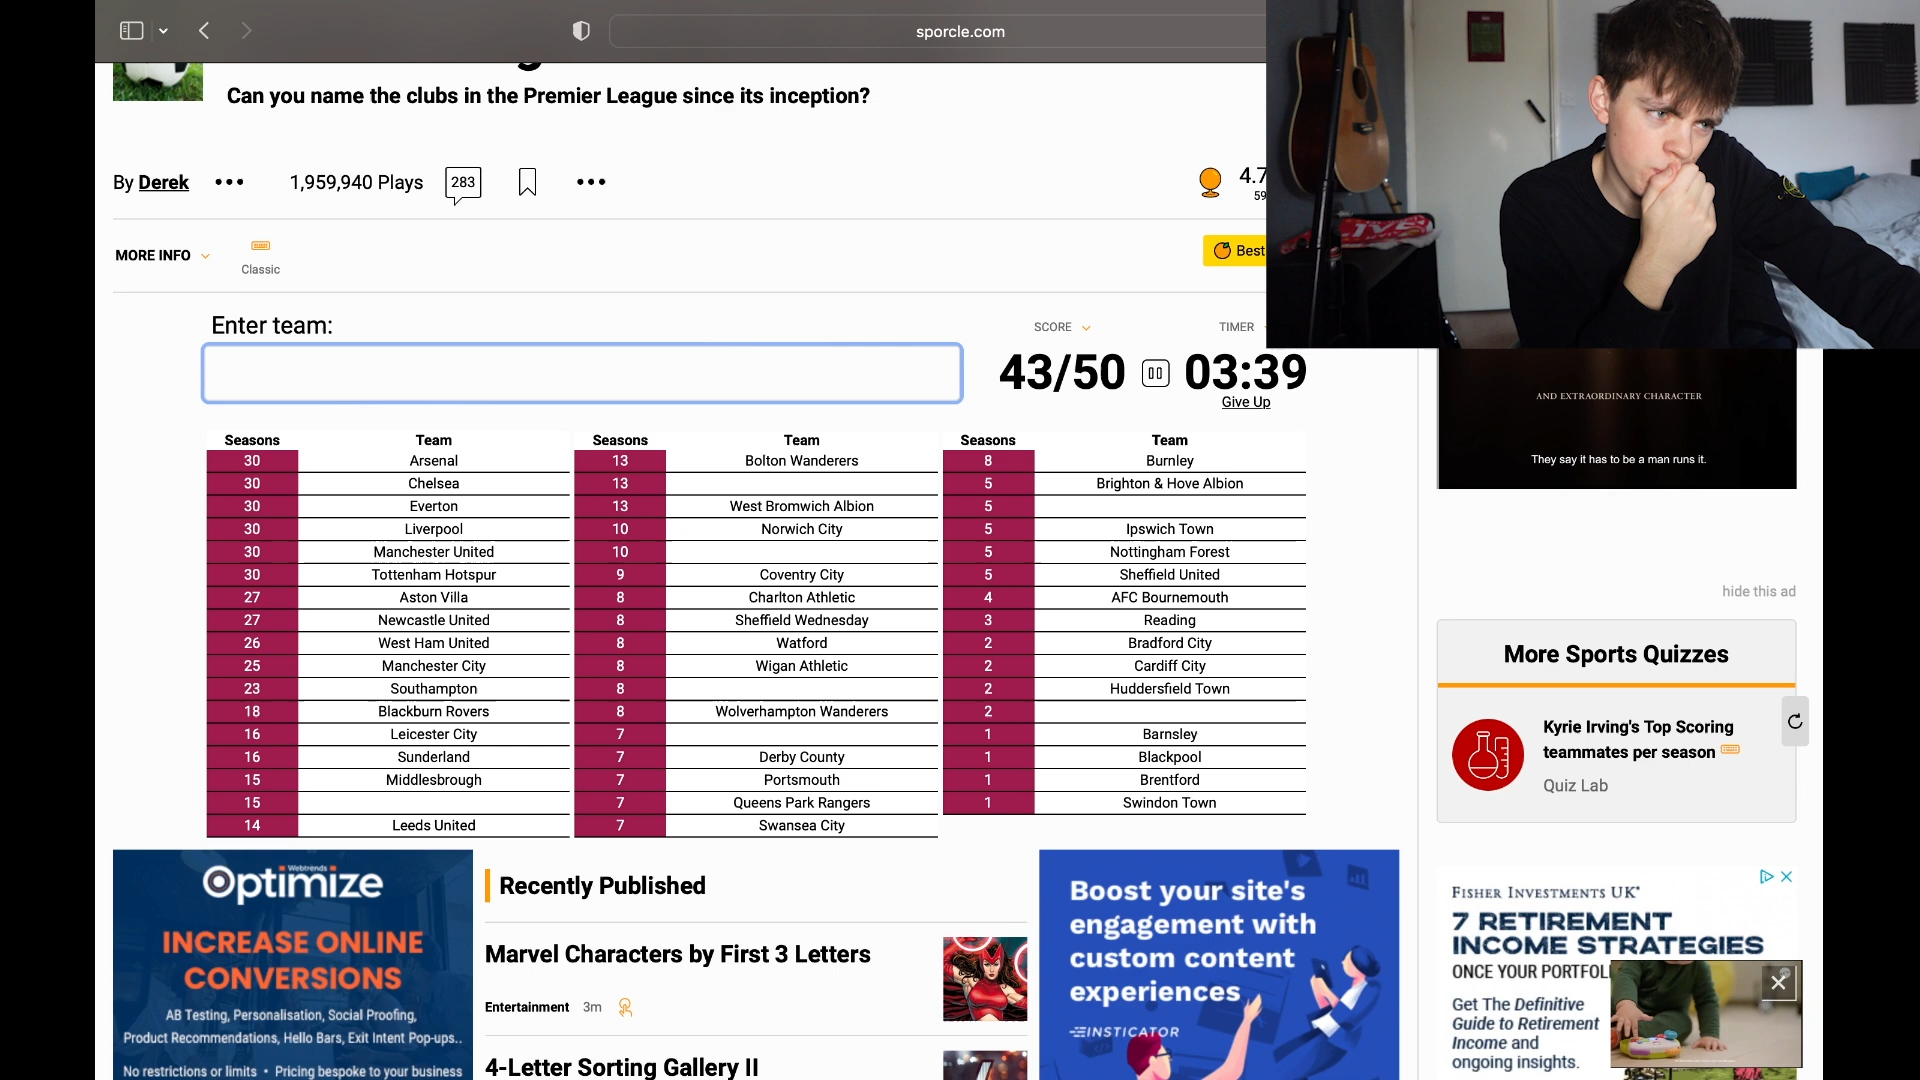 sporcle.com
Can you name the clubs in the Premier League since its inception?
By Derek ••• 1,959,940 Plays 283 •••
4.7
59
MORE INFO
Classic
Best
Enter team:
SCORE
TIMER
43/50 03:39
Give Up
Seasons Team Seasons Team Seasons Team
30 Arsenal 13 Bolton Wanderers 8 Burnley
30 Chelsea 13 5 Brighton & Hove Albion
30 Everton 13 West Bromwich Albion 5
30 Liverpool 10 Norwich City 5 Ipswich Town
30 Manchester United 10 5 Nottingham Forest
30 Tottenham Hotspur 9 Coventry City 5 Sheffield United
27 Aston Villa 8 Charlton Athletic 4 AFC Bournemouth
27 Newcastle United 8 Sheffield Wednesday 3 Reading
26 West Ham United 8 Watford 2 Bradford City
25 Manchester City 8 Wigan Athletic 2 Cardiff City
23 Southampton 8 2 Huddersfield Town
18 Blackburn Rovers 8 Wolverhampton Wanderers 2
16 Leicester City 7 1 Barnsley
16 Sunderland 7 Derby County 1 Blackpool
15 Middlesbrough 7 Portsmouth 1 Brentford
15 7 Queens Park Rangers 1 Swindon Town
14 Leeds United 7 Swansea City
AND EXTRAORDINARY CHARACTER
They say it has to be a man runs it.
hide this ad
More Sports Quizzes
Kyrie Irving's Top Scoring
teammates per season
Quiz Lab
Webtrends
Optimize
INCREASE ONLINE
CONVERSIONS
AB Testing, Personalisation, Social Proofing,
Product Recommendations, Hello Bars, Exit Intent Pop-ups..
No restrictions or limits • Pricing bespoke to your business
Recently Published
Marvel Characters by First 3 Letters
Entertainment 3m
4-Letter Sorting Gallery II
Boost your site's
engagement with
custom content
experiences
INSTICATOR
FISHER INVESTMENTS UK®
7 RETIREMENT
INCOME STRATEGIES
ONCE YOUR PORTFOL
Get The Definitive
Guide to Retirement
Income and
ongoing insights.